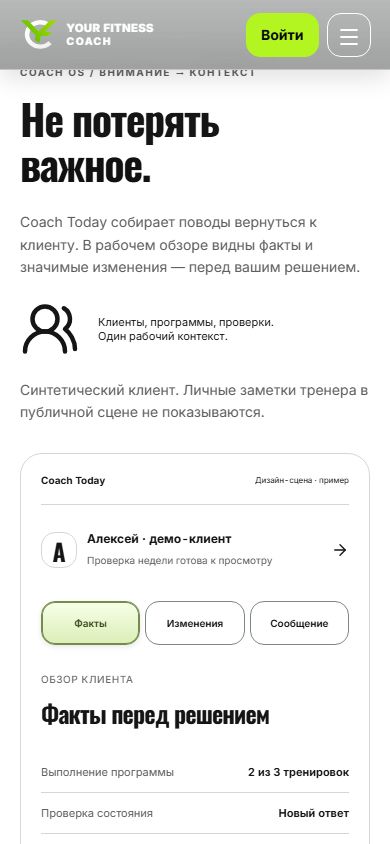 YOUR FITNESS
COACH
Войти
COACH OS / ВНИМАНИЕ → КОНТЕКСТ
Не потерять
важное.
Coach Today собирает поводы вернуться к
клиенту. В рабочем обзоре видны факты и
значимые изменения — перед вашим решением.
Клиенты, программы, проверки.
Один рабочий контекст.
Синтетический клиент. Личные заметки тренера в
публичной сцене не показываются.
Coach Today
Дизайн-сцена · пример
А
Алексей · демо-клиент
Проверка недели готова к просмотру
Факты
Изменения
Сообщение
ОБЗОР КЛИЕНТА
Факты перед решением
Выполнение программы
2 из 3 тренировок
Проверка состояния
Новый ответ